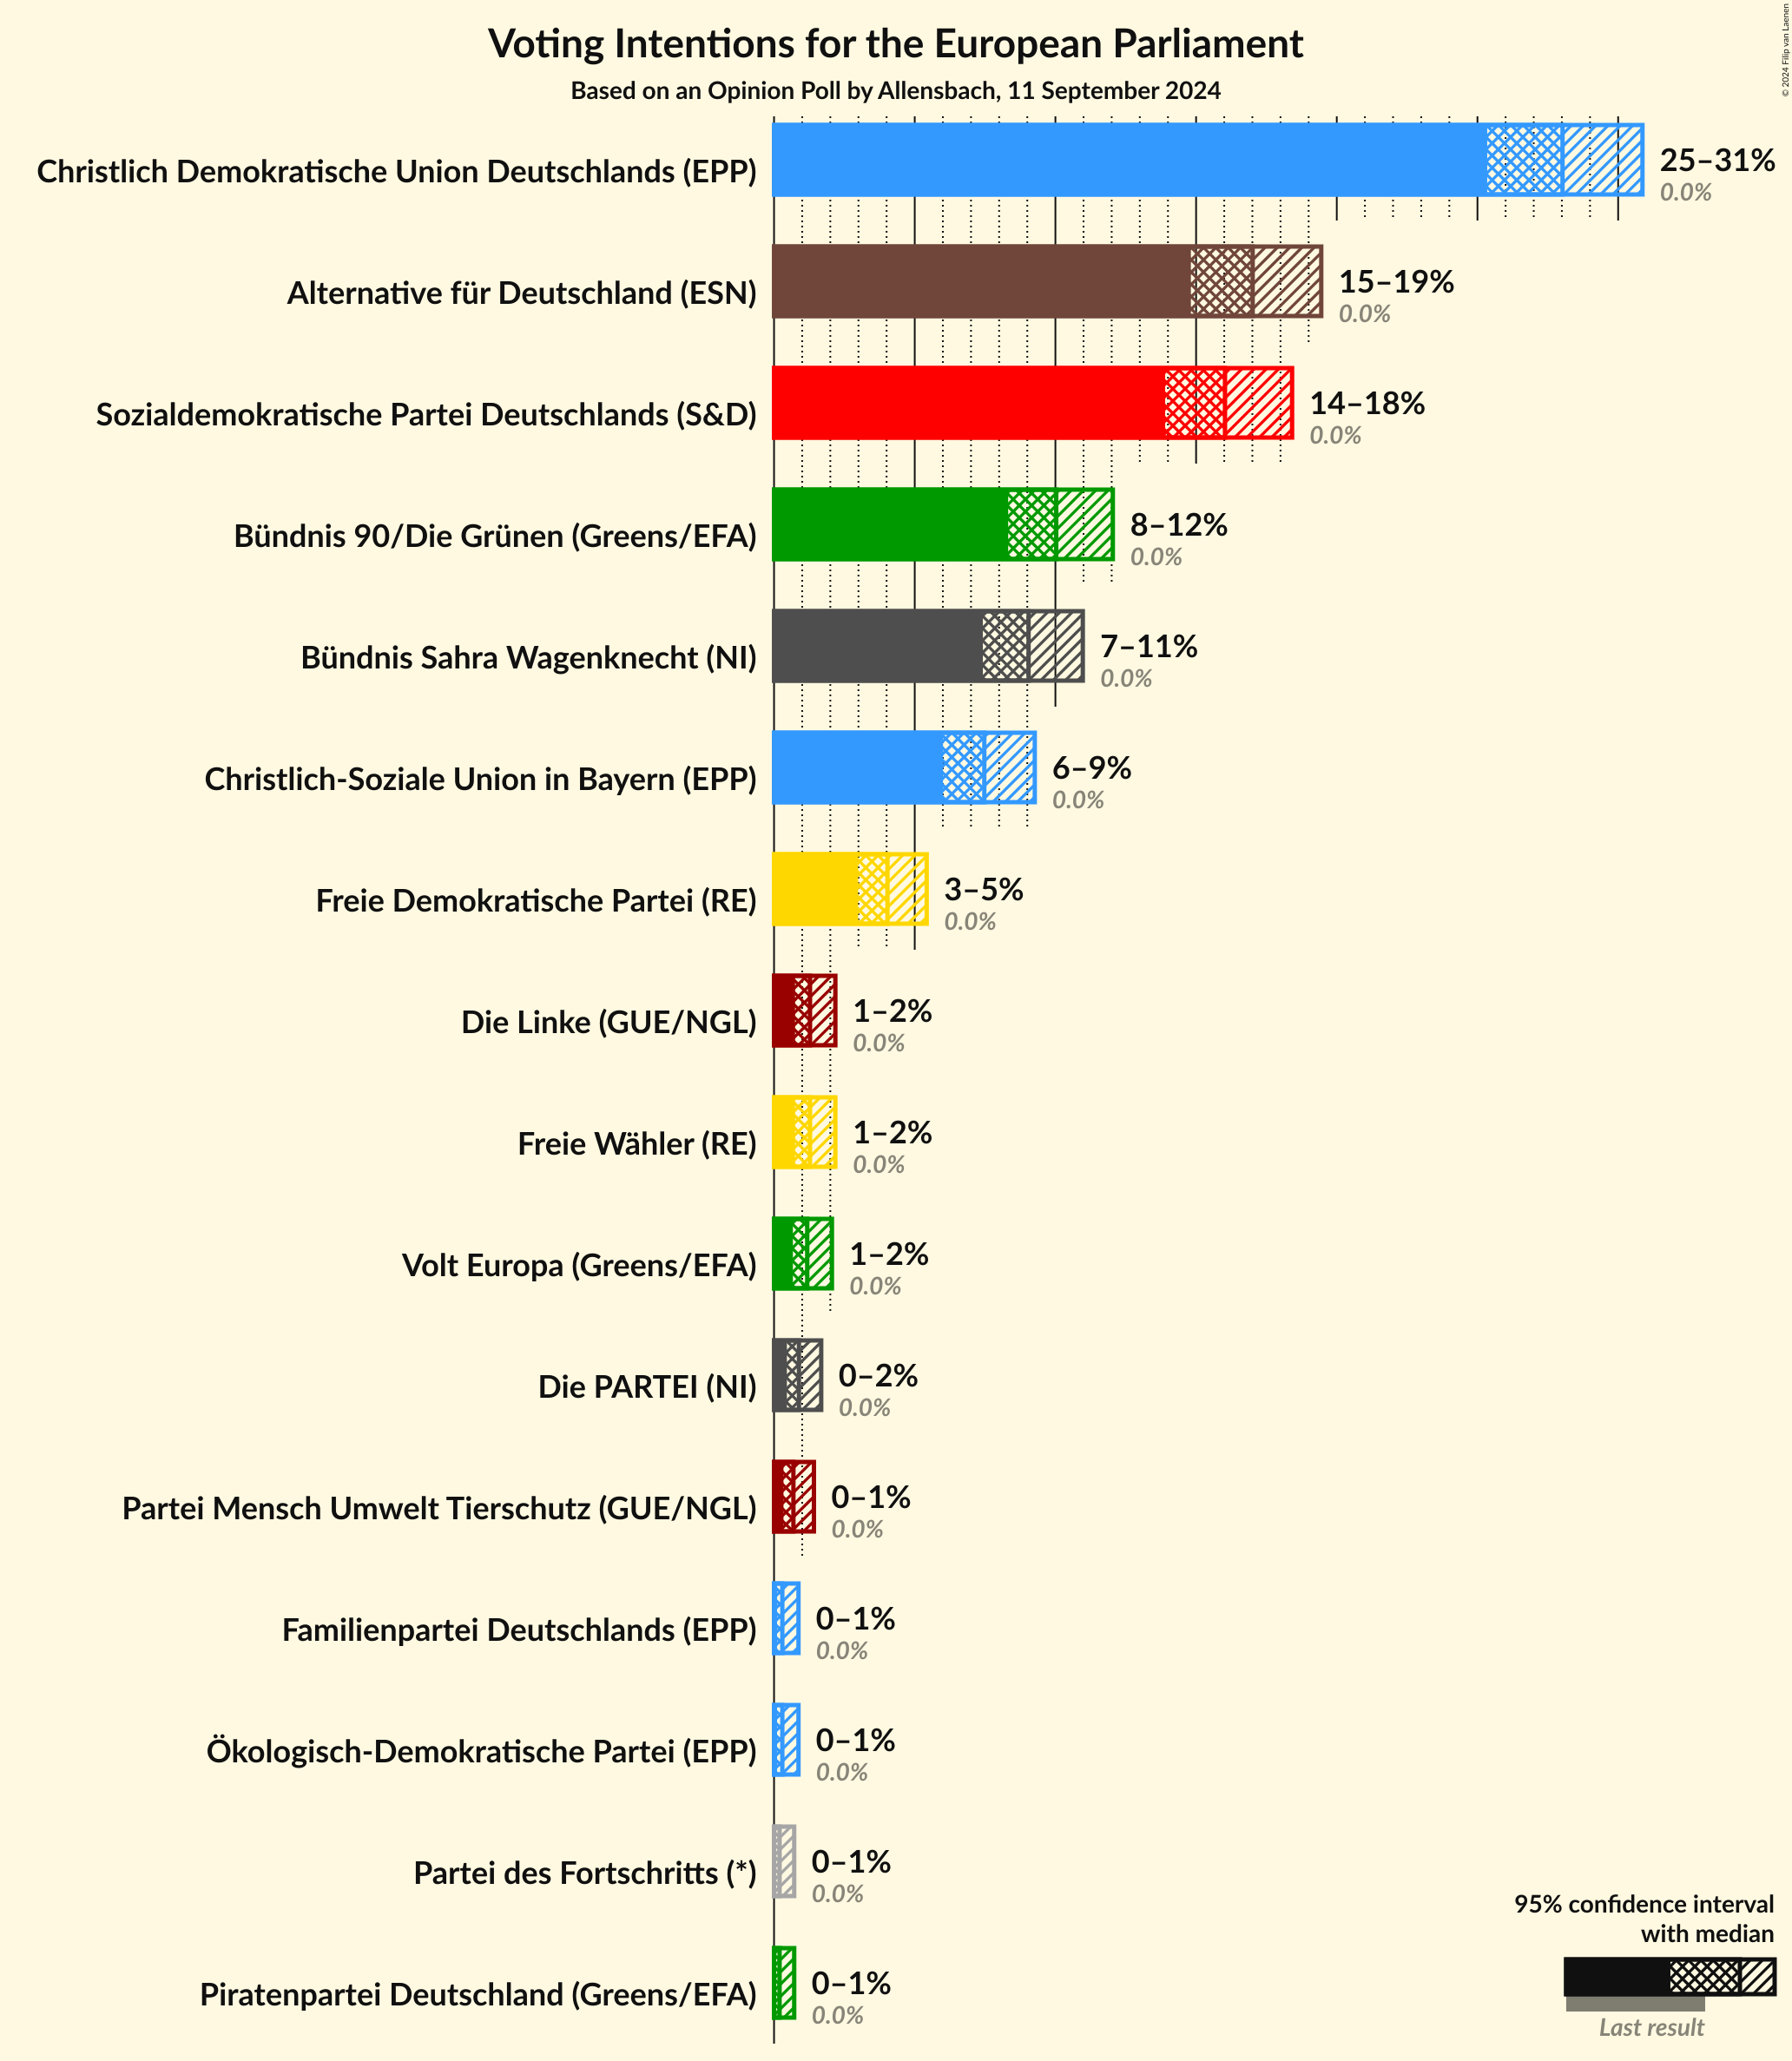 Voting Intentions for the European Parliament
Based on an Opinion Poll by Allensbach, 11 September 2024
© 2024 Filip van Laenen
Christlich Demokratische Union Deutschlands (EPP)
25–31%
0.0%
Alternative für Deutschland (ESN)
15–19%
0.0%
Sozialdemokratische Partei Deutschlands (S&D)
14–18%
0.0%
Bündnis 90/Die Grünen (Greens/EFA)
8–12%
0.0%
Bündnis Sahra Wagenknecht (NI)
7–11%
0.0%
Christlich-Soziale Union in Bayern (EPP)
6–9%
0.0%
Freie Demokratische Partei (RE)
3–5%
0.0%
Die Linke (GUE/NGL)
1–2%
0.0%
Freie Wähler (RE)
1–2%
0.0%
Volt Europa (Greens/EFA)
1–2%
0.0%
Die PARTEI (NI)
0–2%
0.0%
Partei Mensch Umwelt Tierschutz (GUE/NGL)
0–1%
0.0%
Familienpartei Deutschlands (EPP)
0–1%
0.0%
Ökologisch-Demokratische Partei (EPP)
0–1%
0.0%
Partei des Fortschritts (*)
0–1%
0.0%
Piratenpartei Deutschland (Greens/EFA)
0–1%
0.0%
95% confidence interval
with median
Last result